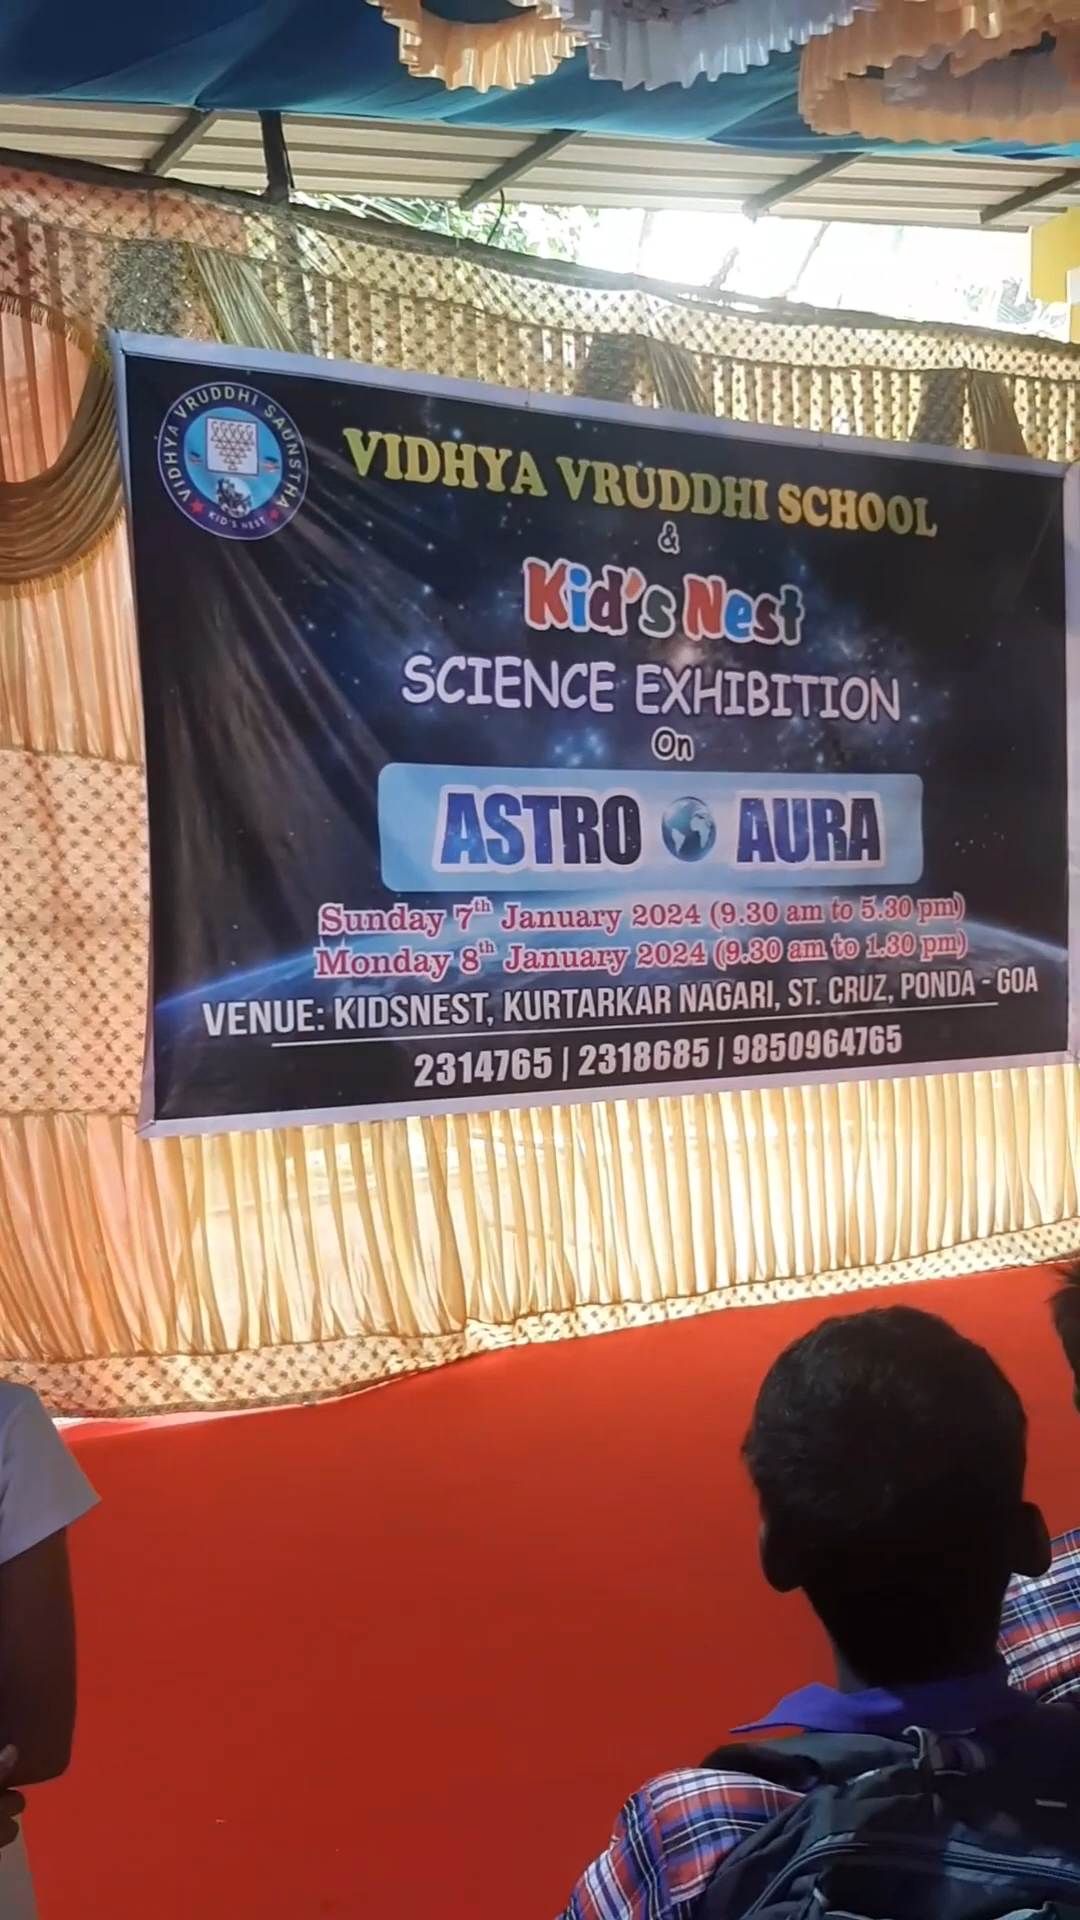 VIDHYA VRUDDHI SAUNSTHA
KID'S NEST
VIDHYA VRUDDHI SCHOOL
&
Kid's Nest
SCIENCE EXHIBITION
On
ASTRO AURA
Sunday 7th January 2024 (9.30 am to 5.30 pm)
Monday 8th January 2024 (9.30 am to 1.30 pm)
VENUE: KIDSNEST, KURTARKAR NAGARI, ST. CRUZ, PONDA - GOA
2314765 | 2318685 | 9850964765